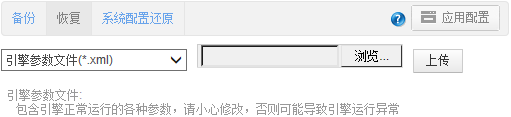 备份 恢复 系统配置还原 ? 应用配置
引擎参数文件(*.xml) 浏览... 上传
引擎参数文件:
包含引擎正常运行的各种参数，请小心修改，否则可能导致引擎运行异常